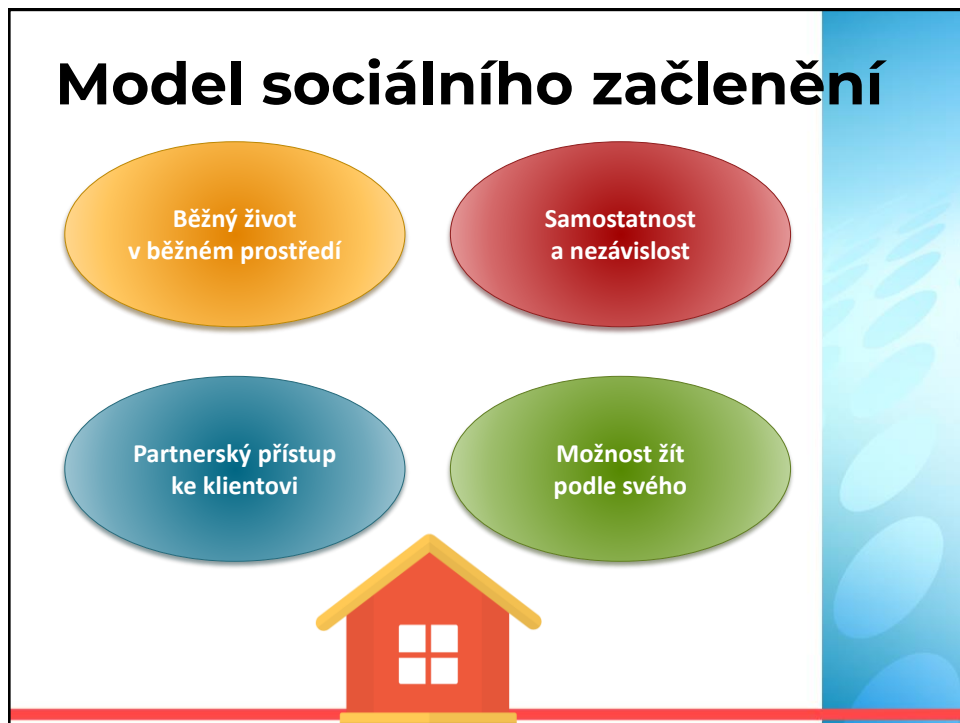 Model sociálního začlenění
Běžný život
v běžném prostředí
Samostatnost
a nezávislost
Partnerský přístup
ke klientovi
Možnost žít
podle svého